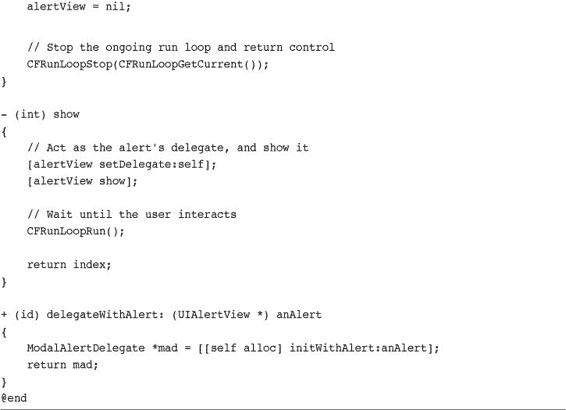 alertView = nil;
// Stop the ongoing run loop and return control
CFRunLoopStop(CFRunLoopGetCurrent());
}
- (int) show
{
// Act as the alert's delegate, and show it
[alertView setDelegate:self];
[alertView show];
// Wait until the user interacts
CFRunLoopRun();
return index;
}
+ (id) delegateWithAlert: (UIAlertView *) anAlert
{
ModalAlertDelegate *mad = [[self alloc] initWithAlert:anAlert];
return mad;
}
@end